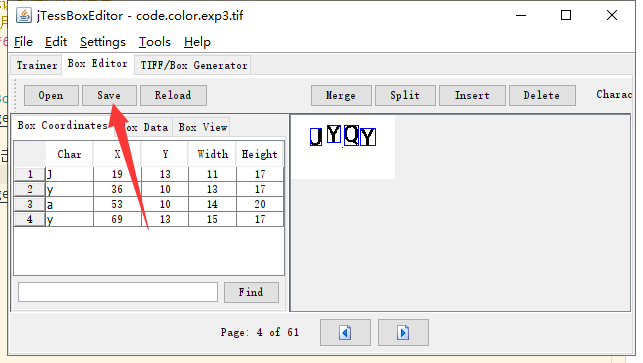 jTessBoxEditor - code.color.exp3.tif
File Edit Settings Tools Help
Trainer Box Editor TIFF/Box Generator
Open Save Reload Merge Split Insert Delete Charac
Box Coordinates Box Data Box View
Char X Y Width Height
1 J 19 13 11 17
2 y 36 10 13 17
3 a 53 10 14 20
4 y 69 13 15 17
JYQY
Find
Page: 4 of 61